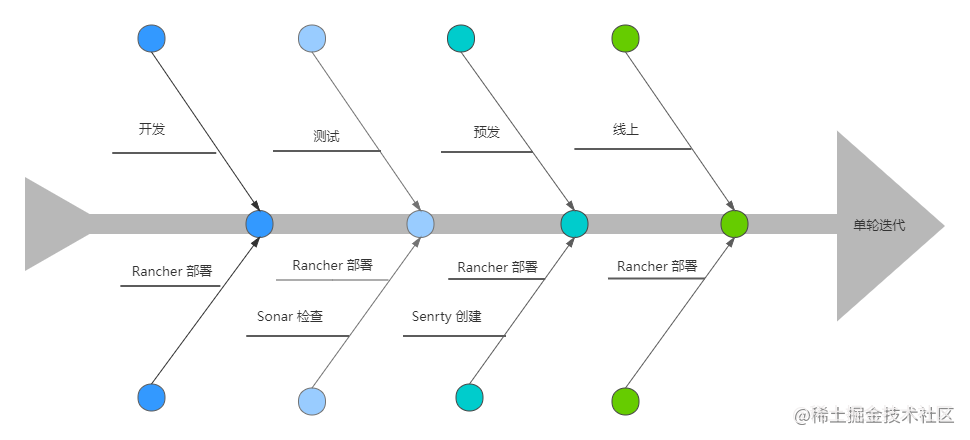 开发
测试
预发
线上
单轮迭代
Rancher 部署
Rancher 部署
Rancher 部署
Rancher 部署
Sonar 检查
Senrty 创建
@稀土掘金技术社区